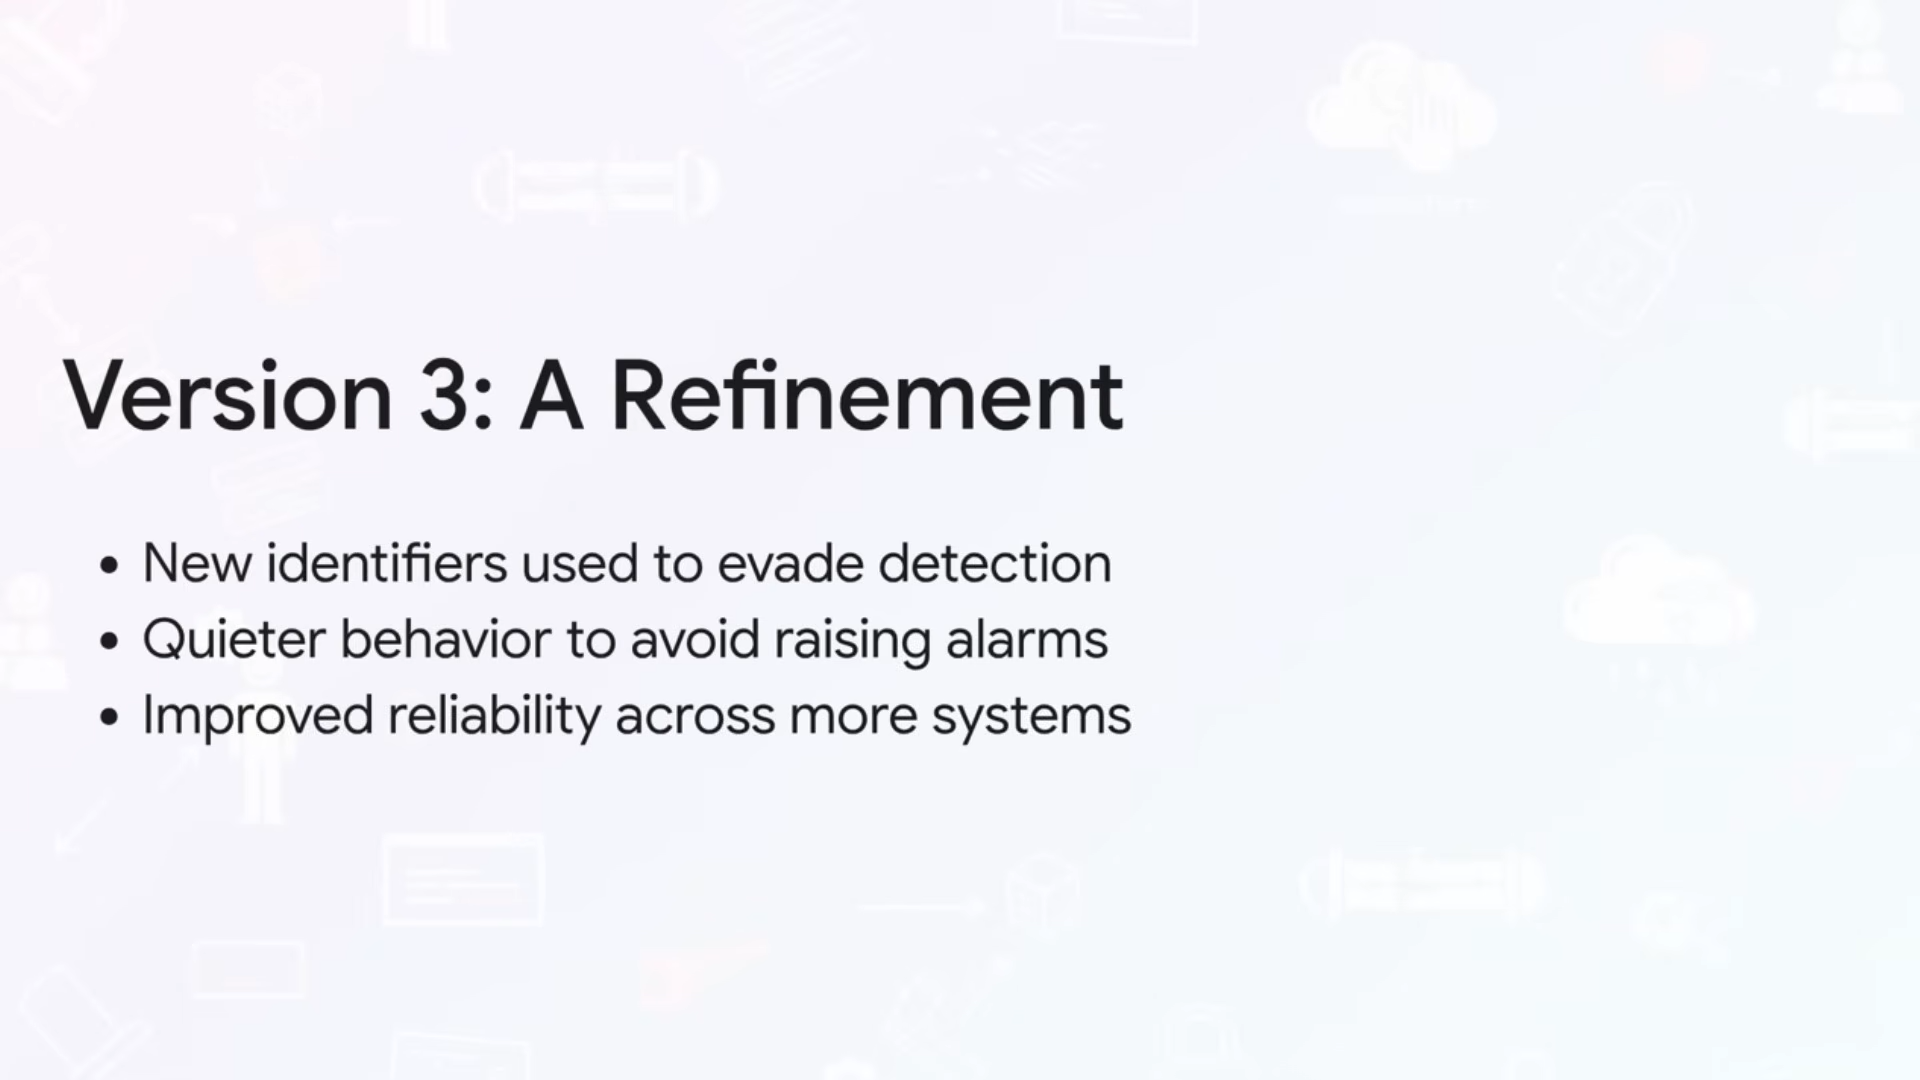 Version 3: A Refinement
• New identifiers used to evade detection
• Quieter behavior to avoid raising alarms
• Improved reliability across more systems